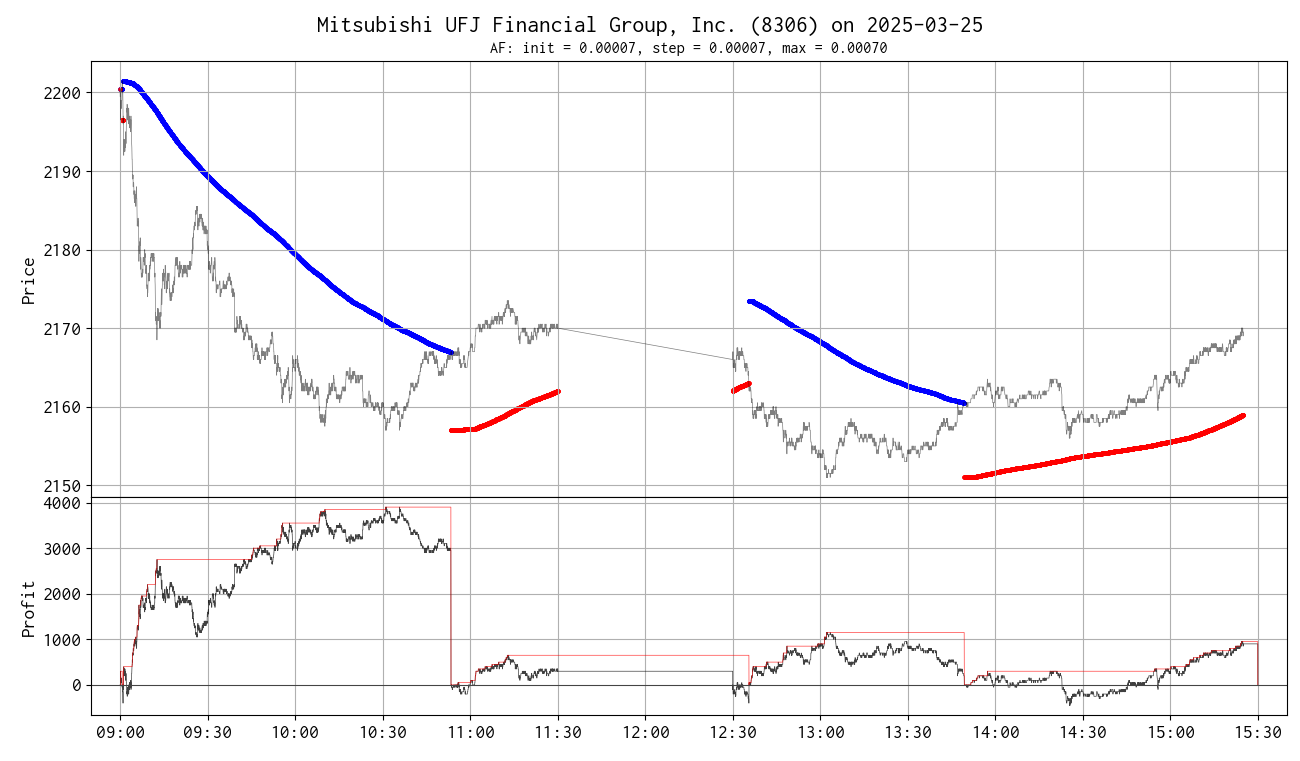 Mitsubishi UFJ Financial Group, Inc. (8306) on 2025-03-25
AF: init = 0.00007, step = 0.00007, max = 0.00070
2200
2190
2180
2170
2160
2150
Price
4000
3000
2000
1000
0
Profit
09:00 09:30 10:00 10:30 11:00 11:30 12:00 12:30 13:00 13:30 14:00 14:30 15:00 15:30